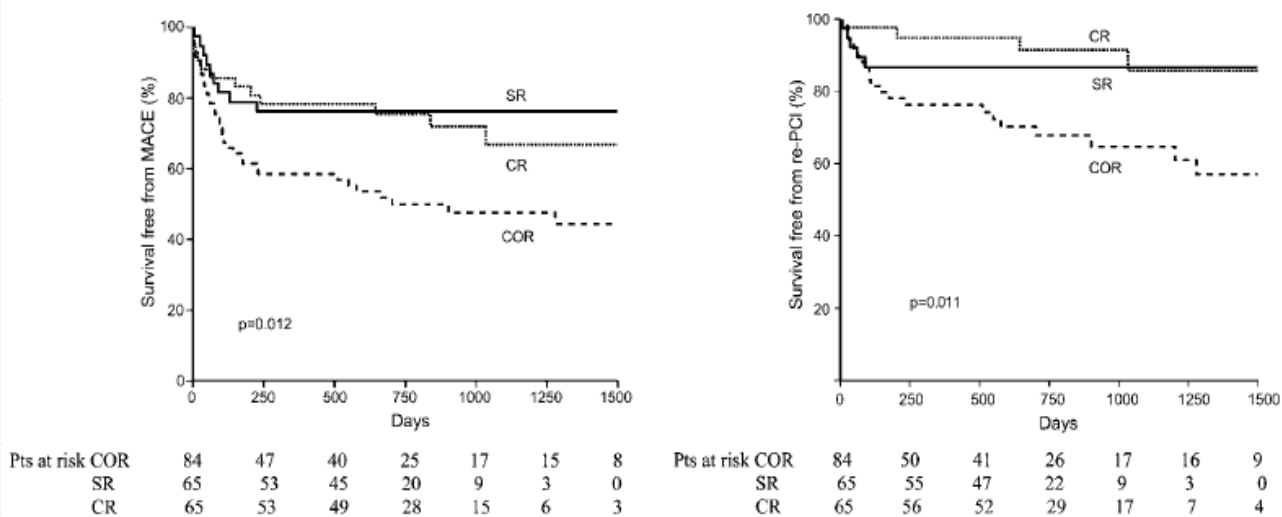 Survival free from MACE (%)
100
80
60
40
20
0
SR
CR
COR
p=0.012
0 250 500 750 1000 1250 1500
Days
Pts at risk COR 84 47 40 25 17 15 8
SR 65 53 45 20 9 3 0
CR 65 53 49 28 15 6 3
Survival free from re-PCI (%)
100
80
60
40
20
CR
SR
COR
p=0.011
0 250 500 750 1000 1250 1500
Days
Pts at risk COR 84 50 41 26 17 16 9
SR 65 55 47 22 9 3 0
CR 65 56 52 29 17 7 4